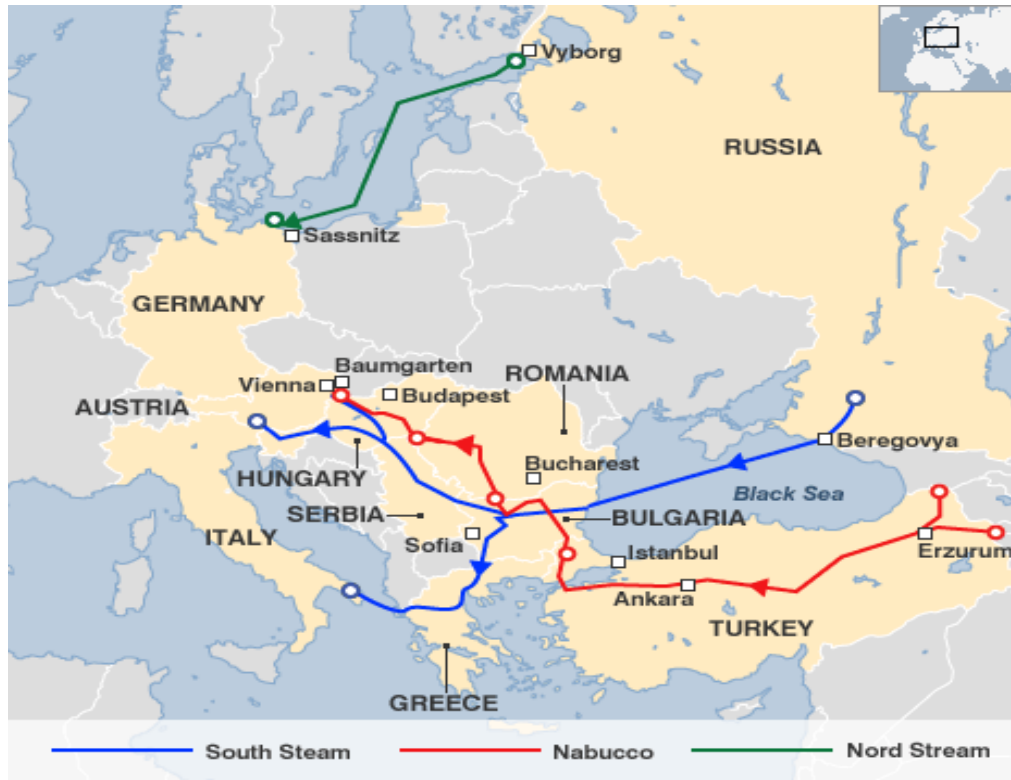 Vyborg
RUSSIA
Sassnitz
GERMANY
Baumgarten
Vienna
ROMANIA
Budapest
AUSTRIA
Beregovya
HUNGARY
Bucharest
Black Sea
SERBIA
BULGARIA
ITALY
Sofia
Istanbul
Erzurum
Ankara
TURKEY
GREECE
South Steam
Nabucco
Nord Stream